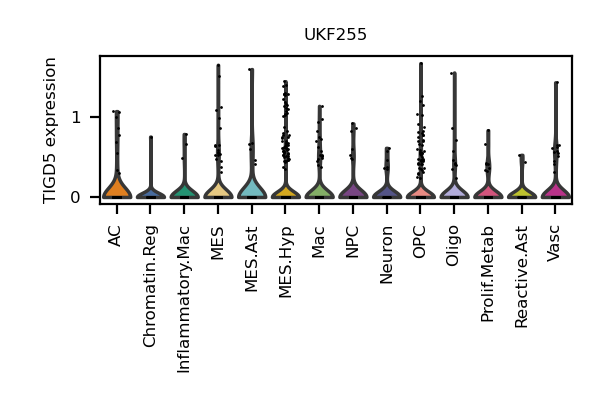 UKF255
TIGD5 expression
1
0
AC
Chromatin.Reg
Inflammatory.Mac
MES
MES.Ast
MES.Hyp
Mac
NPC
Neuron
OPC
Oligo
Prolif.Metab
Reactive.Ast
Vasc